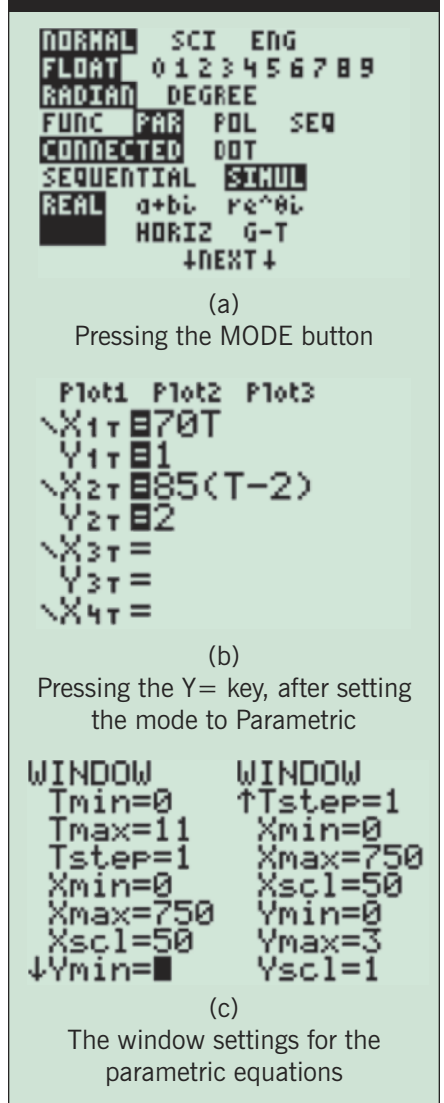 NORMAL SCI ENG
FLOAT 0 1 2 3 4 5 6 7 8 9
RADIAN DEGREE
FUNC PAR POL SEQ
CONNECTED DOT
SEQUENTIAL SIMUL
REAL a+bi re^θi
HORIZ G-T
↓NEXT↓
(a)
Pressing the MODE button
Plot1 Plot2 Plot3
\X1T=70T
Y1T=1
\X2T=85(T-2)
Y2T=2
\X3T=
Y3T=
\X4T=
(b)
Pressing the Y= key, after setting
the mode to Parametric
WINDOW
Tmin=0
Tmax=11
Tstep=1
Xmin=0
Xmax=750
Xscl=50
↓Ymin=
WINDOW
↑Tstep=1
Xmin=0
Xmax=750
Xscl=50
Ymin=0
Ymax=3
Yscl=1
(c)
The window settings for the
parametric equations